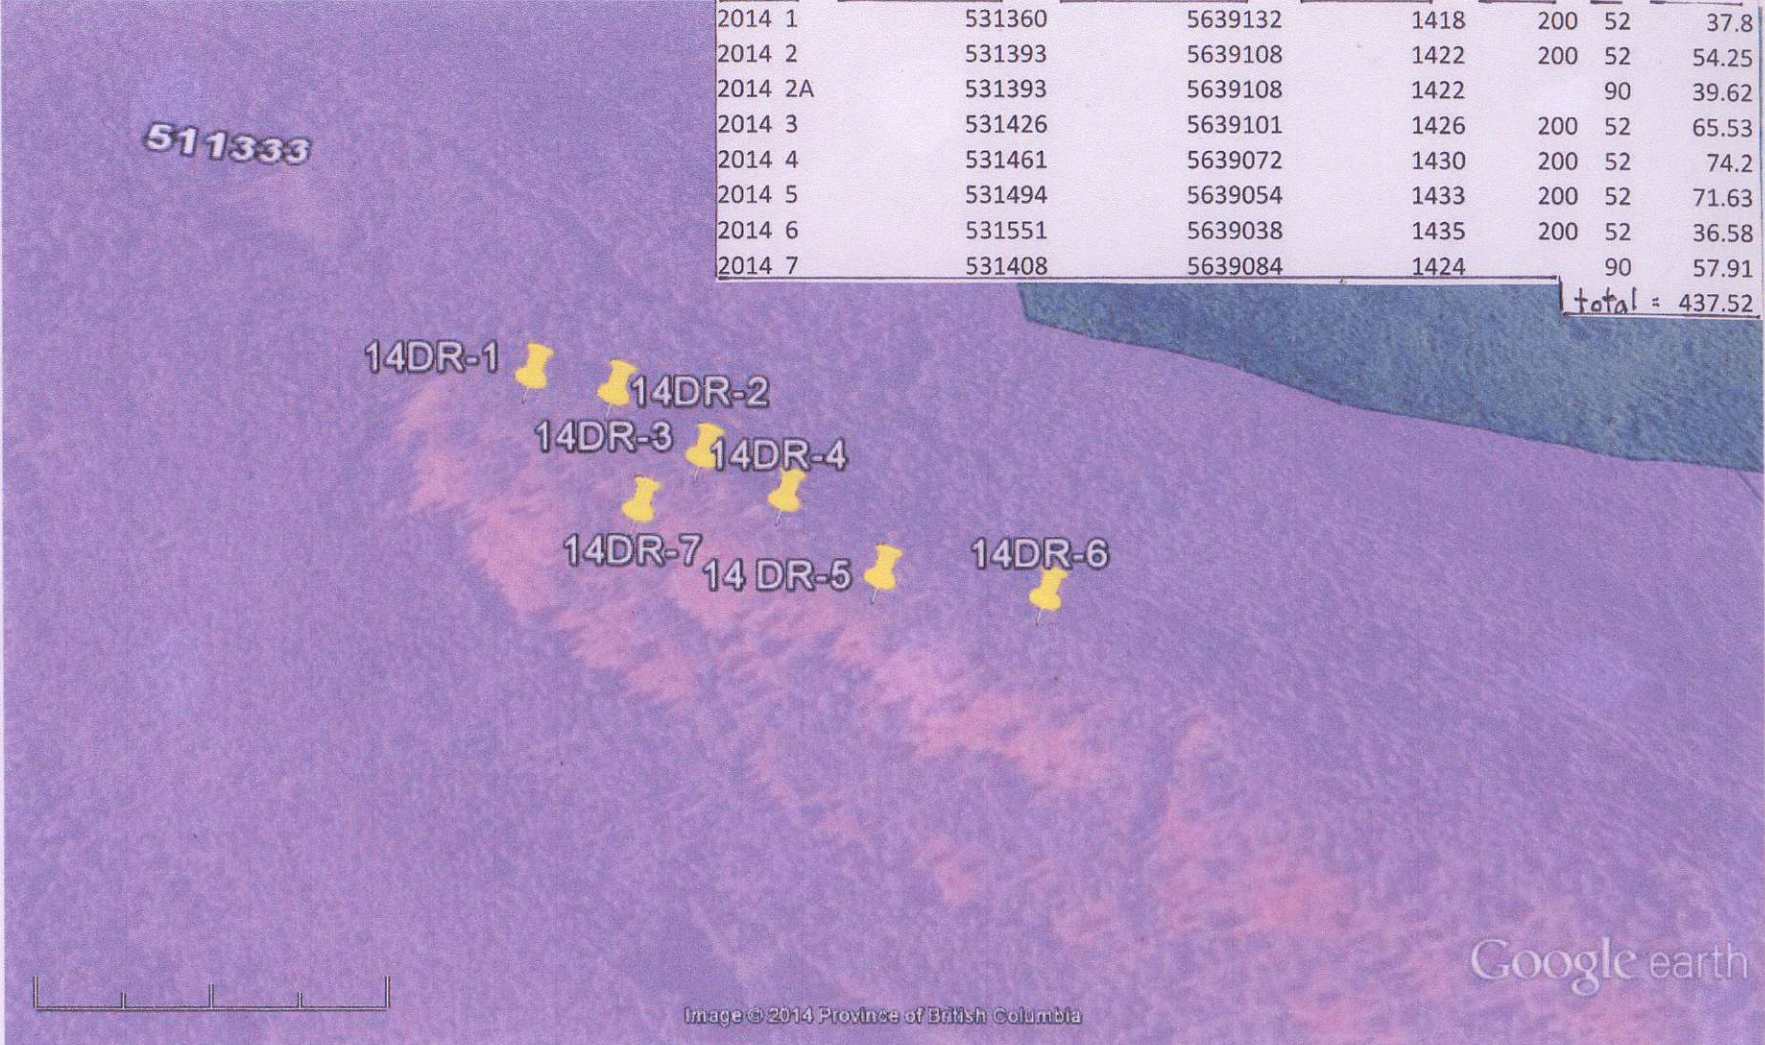 2014 1 531360 5639132 1418 200 52 37.8
2014 2 531393 5639108 1422 200 52 54.25
2014 2A 531393 5639108 1422 90 39.62
2014 3 531426 5639101 1426 200 52 65.53
2014 4 531461 5639072 1430 200 52 74.2
2014 5 531494 5639054 1433 200 52 71.63
2014 6 531551 5639038 1435 200 52 36.58
2014 7 531408 5639084 1424 90 57.91
total = 437.52
511333
14DR-1
14DR-2
14DR-3
14DR-4
14DR-7
14 DR-5
14DR-6
Google earth
Image © 2014 Province of British Columbia